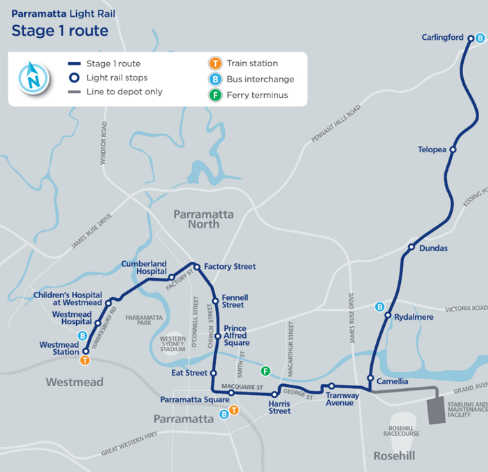 Parramatta Light Rail
Stage 1 route
N
Stage 1 route
Light rail stops
Line to depot only
T Train station
B Bus interchange
F Ferry terminus
Carlingford
B
PENNANT HILLS ROAD
WINDSOR ROAD
Telopea
KISSING PO
JAMES RUSE DRIVE
Parramatta
North
Dundas
Cumberland
Hospital
Factory Street
FACTORY ST
Children's Hospital
at Westmead
Fennell
Street
O'CONNELL STREET
CHURCH STREET
Westmead
Hospital
HAWKESBURY RD
PARRAMATTA
PARK
B
Rydalmere
VICTORIA ROAD
JAMES RUSE DRIVE
Prince
Alfred
Square
B
Westmead
Station
T
WESTERN
SYDNEY
STADIUM
SMITH ST
MACARTHUR STREET
Eat Street
F
Westmead
Camellia
MACQUARIE ST
GEORGE ST
GRAND AVE
Parramatta Square
Harris
Street
Tramway
Avenue
STABLING AND
MAINTENANCE
FACILITY
B
T
Parramatta
ROSEHILL
RACECOURSE
GREAT WESTERN HWY
Rosehill